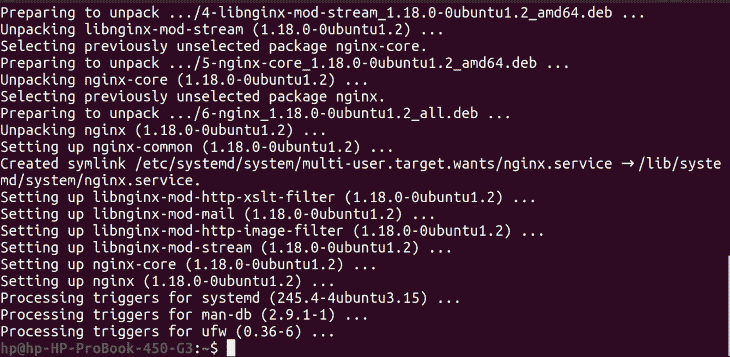 Preparing to unpack .../4-libnginx-mod-stream_1.18.0-0ubuntu1.2_amd64.deb ...
Unpacking libnginx-mod-stream (1.18.0-0ubuntu1.2) ...
Selecting previously unselected package nginx-core.
Preparing to unpack .../5-nginx-core_1.18.0-0ubuntu1.2_amd64.deb ...
Unpacking nginx-core (1.18.0-0ubuntu1.2) ...
Selecting previously unselected package nginx.
Preparing to unpack .../6-nginx_1.18.0-0ubuntu1.2_all.deb ...
Unpacking nginx (1.18.0-0ubuntu1.2) ...
Setting up nginx-common (1.18.0-0ubuntu1.2) ...
Created symlink /etc/systemd/system/multi-user.target.wants/nginx.service → /lib/syste
md/system/nginx.service.
Setting up libnginx-mod-http-xslt-filter (1.18.0-0ubuntu1.2) ...
Setting up libnginx-mod-mail (1.18.0-0ubuntu1.2) ...
Setting up libnginx-mod-http-image-filter (1.18.0-0ubuntu1.2) ...
Setting up libnginx-mod-stream (1.18.0-0ubuntu1.2) ...
Setting up nginx-core (1.18.0-0ubuntu1.2) ...
Setting up nginx (1.18.0-0ubuntu1.2) ...
Processing triggers for systemd (245.4-4ubuntu3.15) ...
Processing triggers for man-db (2.9.1-1) ...
Processing triggers for ufw (0.36-6) ...
hp@hp-HP-ProBook-450-G3:~$